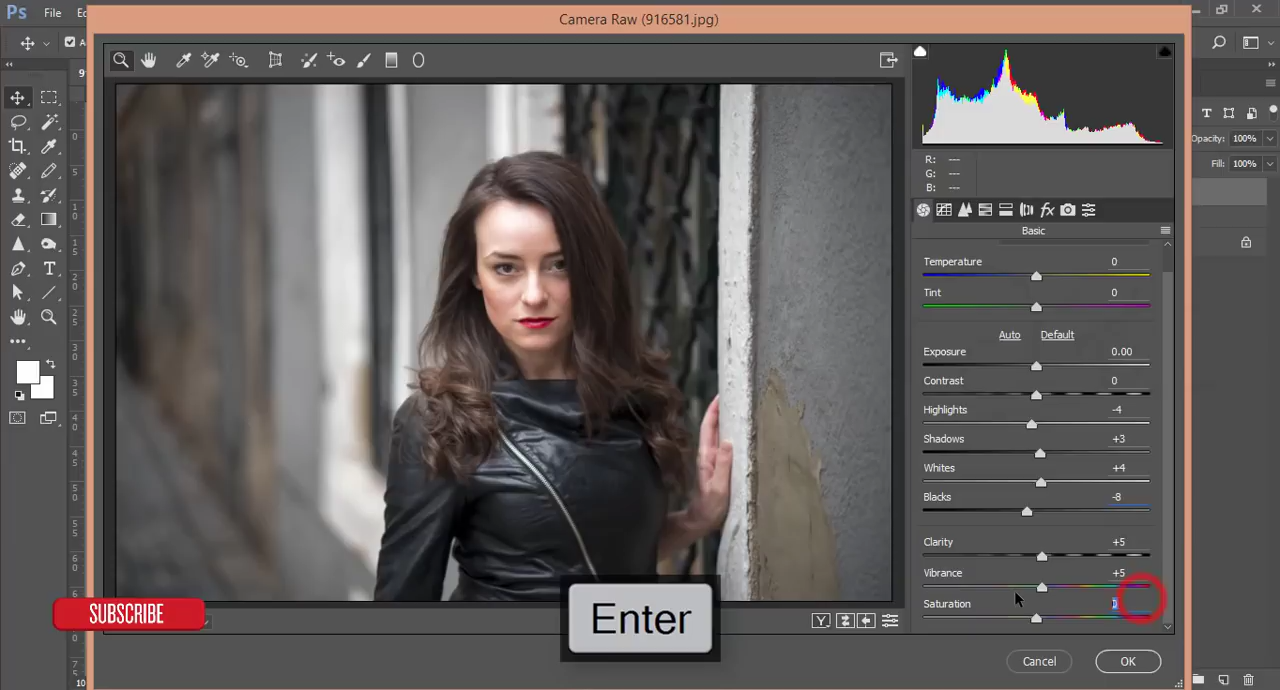 Ps File Ed
Camera Raw (916581.jpg)
R: ---
G: ---
B: ---
Basic
Temperature 0
Tint 0
Auto Default
Exposure 0.00
Contrast 0
Highlights -4
Shadows +3
Whites +4
Blacks -8
Clarity +5
Vibrance +5
Saturation 0
Opacity: 100%
Fill: 100%
SUBSCRIBE
Enter
Y
Cancel OK